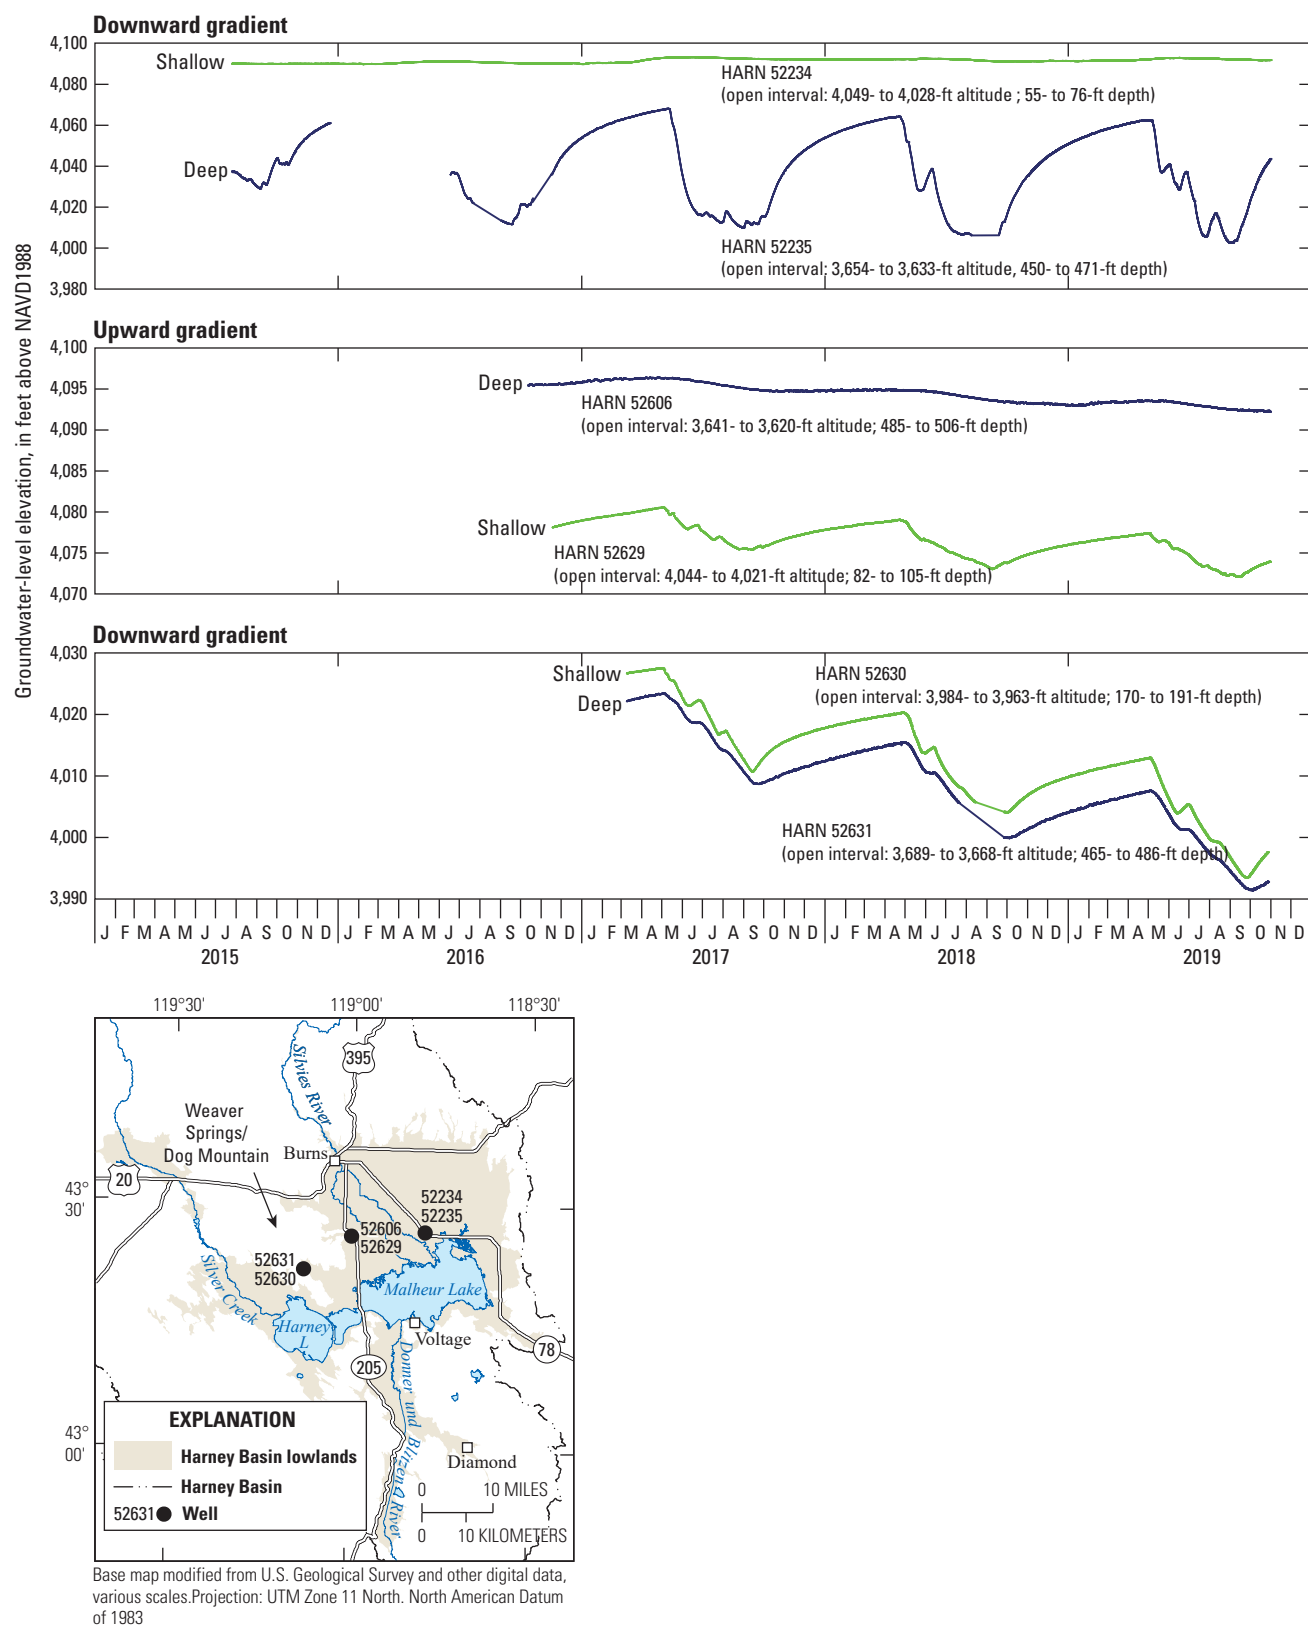 Downward gradient
4,100
4,080
4,060
4,040
4,020
4,000
3,980
Shallow
HARN 52234
(open interval: 4,049- to 4,028-ft altitude ; 55- to 76-ft depth)
Deep
HARN 52235
(open interval: 3,654- to 3,633-ft altitude, 450- to 471-ft depth)
Groundwater-level elevation, in feet above NAVD1988
Upward gradient
4,100
4,095
4,090
4,085
4,080
4,075
4,070
Deep
HARN 52606
(open interval: 3,641- to 3,620-ft altitude; 485- to 506-ft depth)
Shallow
HARN 52629
(open interval: 4,044- to 4,021-ft altitude; 82- to 105-ft depth)
Downward gradient
4,030
4,020
4,010
4,000
3,990
Shallow
Deep
HARN 52630
(open interval: 3,984- to 3,963-ft altitude; 170- to 191-ft depth)
HARN 52631
(open interval: 3,689- to 3,668-ft altitude; 465- to 486-ft depth)
J F M A M J J A S O N D J F M A M J J A S O N D J F M A M J J A S O N D J F M A M J J A S O N D J F M A M J J A S O N D
2015 2016 2017 2018 2019
119°30' 119°00' 118°30'
43°
30'
43°
00'
395
Silvies River
Weaver
Springs/
Dog Mountain
Burns
20
52234
52235
52606
52629
52631
52630
Silver Creek
Malheur Lake
Harney
L
Voltage
78
205
Donner und Blitzen River
Diamond
EXPLANATION
Harney Basin lowlands
Harney Basin
52631 Well
0 10 MILES
0 10 KILOMETERS
Base map modified from U.S. Geological Survey and other digital data,
various scales.Projection: UTM Zone 11 North. North American Datum
of 1983